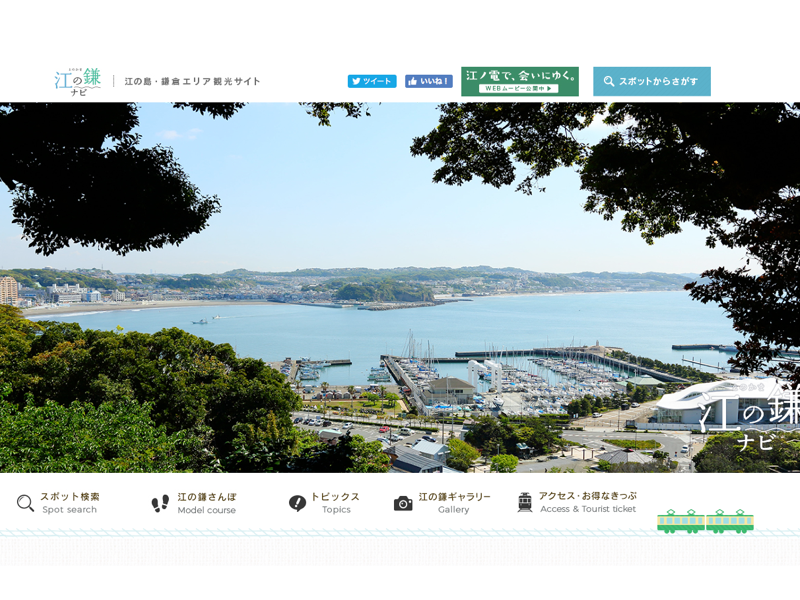 江の鎌
ナビ
江の島・鎌倉エリア観光サイト
ツイート
いいね!
江ノ電で、会いにゆく。
WEBムービー公開中
スポットからさがす
江の鎌
ナビ
スポット検索
Spot search
江の鎌さんぽ
Model course
トピックス
Topics
江の鎌ギャラリー
Gallery
アクセス・お得なきっぷ
Access & Tourist ticket